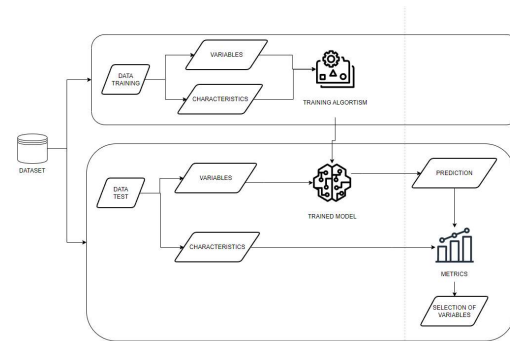 VARIABLES
DATA
TRAINING
CHARACTERISTICS
TRAINING ALGORTISM
DATASET
VARIABLES
PREDICTION
DATA
TEST
TRAINED MODEL
CHARACTERISTICS
METRICS
SELECTION OF
VARIABLES